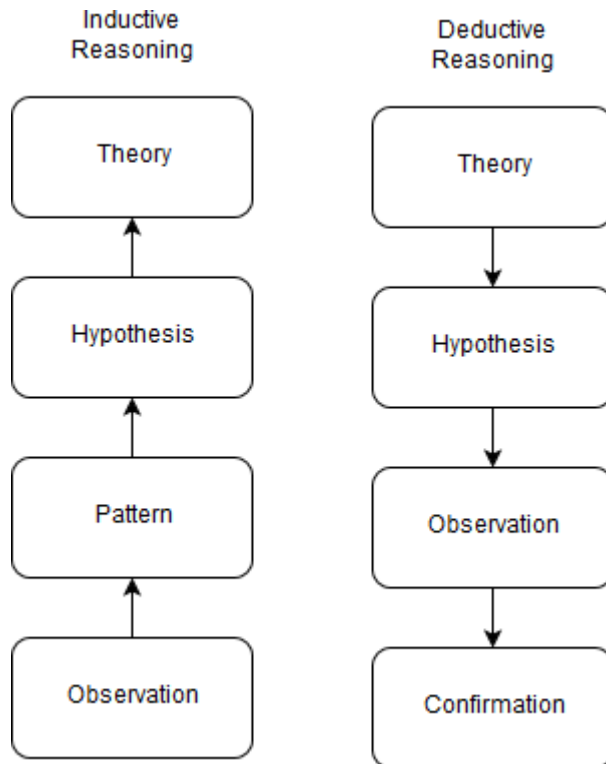 Inductive
Reasoning
Theory
Hypothesis
Pattern
Observation
Deductive
Reasoning
Theory
Hypothesis
Observation
Confirmation